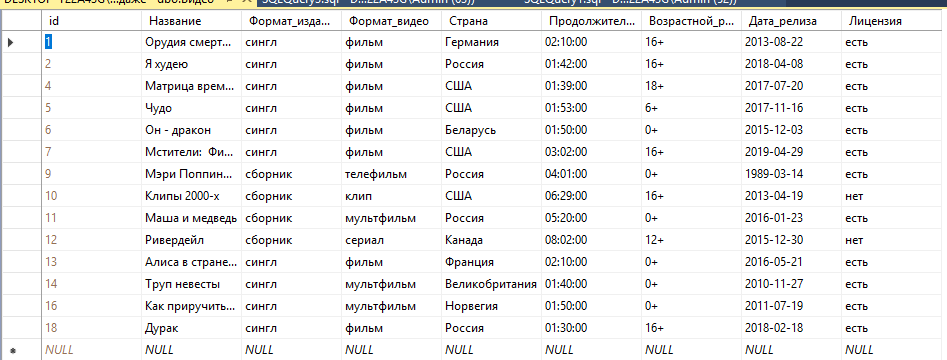 id Название Формат_изда... Формат_видео Страна Продолжител... Возрастной_р... Дата_релиза Лицензия
1 Орудия смерт... сингл фильм Германия 02:10:00 16+ 2013-08-22 есть
2 Я худею сингл фильм Россия 01:42:00 16+ 2018-04-08 есть
4 Матрица врем... сингл фильм США 01:39:00 18+ 2017-07-20 есть
5 Чудо сингл фильм США 01:53:00 6+ 2017-11-16 есть
6 Он - дракон сингл фильм Беларусь 01:50:00 0+ 2015-12-03 есть
7 Мстители: Фи... сингл фильм США 03:02:00 16+ 2019-04-29 есть
9 Мэри Поппин... сборник телефильм Россия 04:01:00 0+ 1989-03-14 есть
10 Клипы 2000-х сборник клип США 06:29:00 16+ 2013-04-19 нет
11 Маша и медведь сборник мультфильм Россия 05:20:00 0+ 2016-01-23 есть
12 Ривердейл сборник сериал Канада 08:02:00 12+ 2015-12-30 нет
13 Алиса в стране... сингл фильм Франция 02:10:00 0+ 2016-05-21 есть
14 Труп невесты сингл мультфильм Великобритания 01:40:00 0+ 2010-11-27 есть
16 Как приручить... сингл мультфильм Норвегия 01:50:00 0+ 2011-07-19 есть
18 Дурак сингл фильм Россия 01:30:00 16+ 2018-02-18 есть
NULL NULL NULL NULL NULL NULL NULL NULL NULL